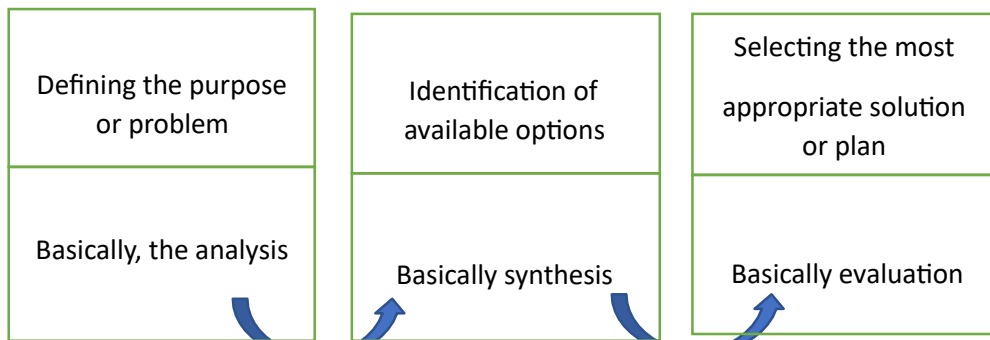 Defining the purpose
or problem
Basically, the analysis
Identification of
available options
Basically synthesis
Selecting the most
appropriate solution
or plan
Basically evaluation